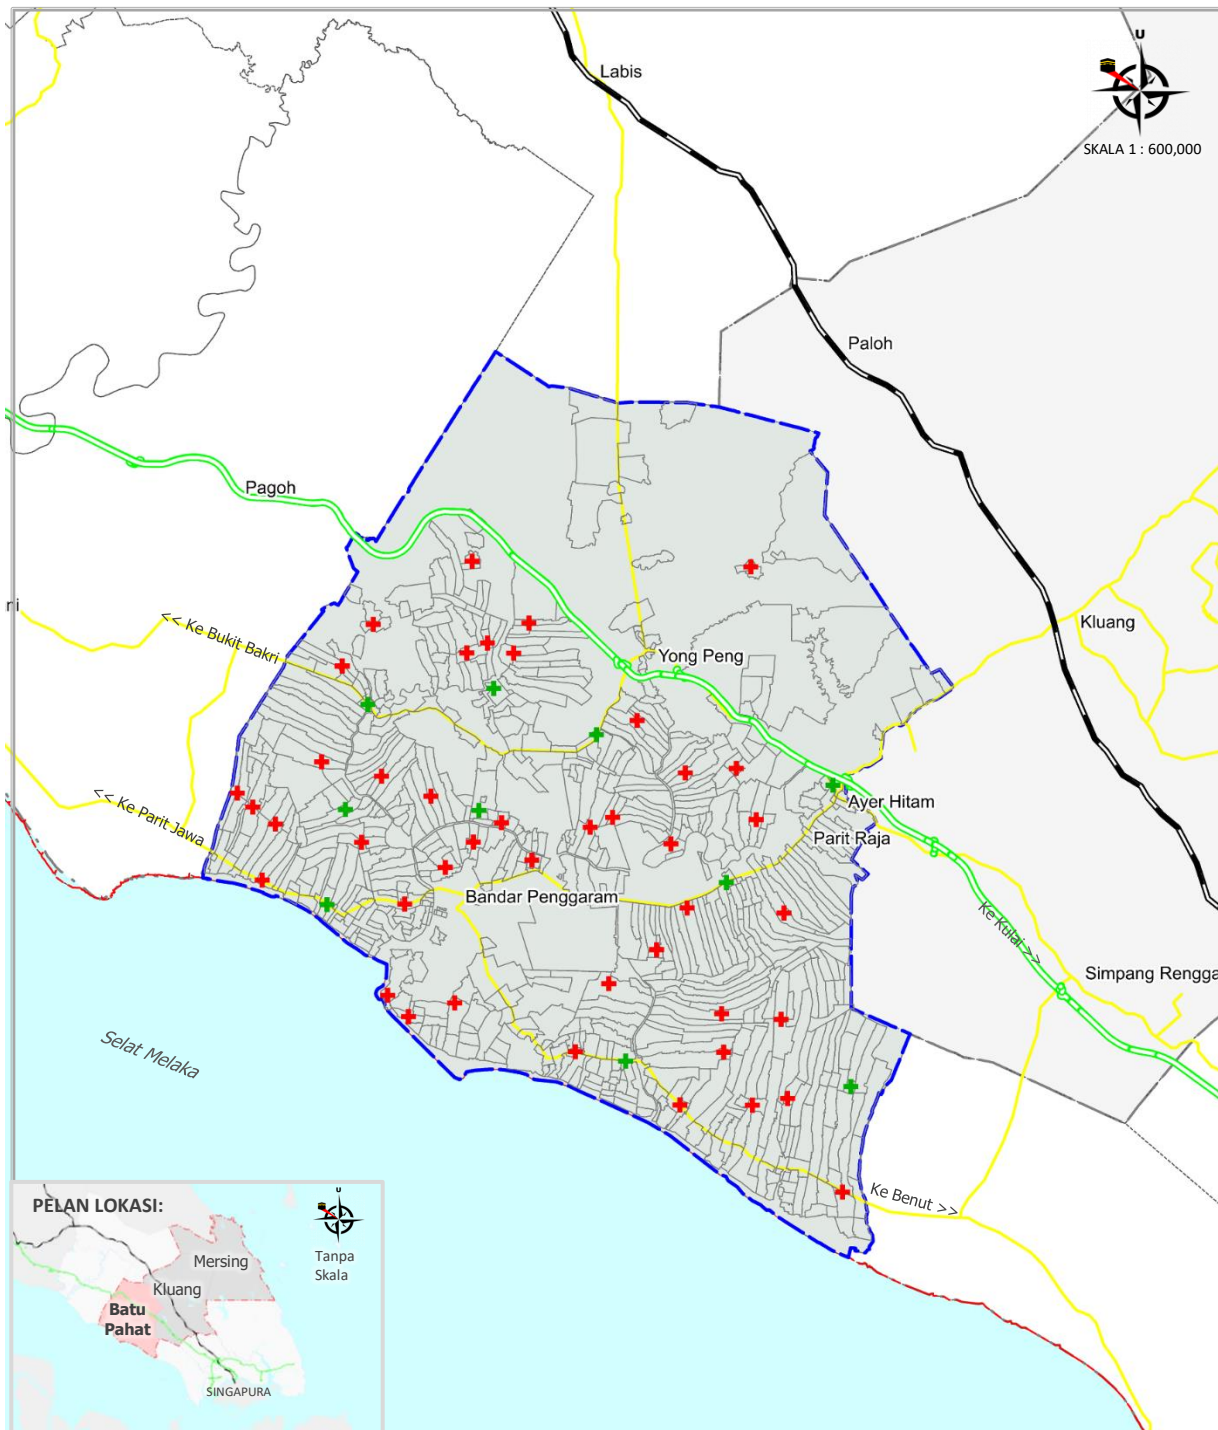 U
Labis
SKALA 1 : 600,000
Paloh
Pagoh
ri
Kluang
<< Ke Bukit Bakri
Yong Peng
<< Ke Parit Jawa
Ayer Hitam
Parit Raja
Bandar Penggaram
Ke Kulai >>
Simpang Rengga
Selat Melaka
Ke Benut >>
PELAN LOKASI:
U
Tanpa
Skala
Mersing
Kluang
Batu
Pahat
SINGAPURA